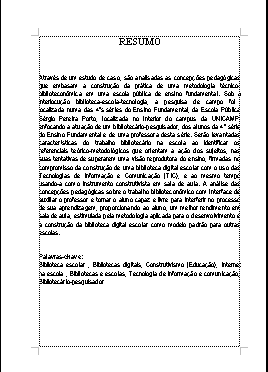 RESUMO
Através de um estudo de caso, são analisadas as concepções pedagógicas
que embasam a construção da prática de uma metodologia técnico-
biblioteconômica em uma escola pública de ensino fundamental. Sob a
interlocução biblioteca-escola-tecnologia, a pesquisa de campo foi
localizada numa das 4ªs séries do Ensino Fundamental, da Escola Pública
Sérgio Pereira Porto, localizada no interior do campus da UNICAMP,
enfocando a atuação de um bibliotecário-pesquisador, dos alunos da 4ª série
do Ensino Fundamental e de uma professora desta série. Serão levantadas
características do trabalho bibliotecário na escola ao identificar os
referenciais teórico-metodológicos que orientam a ação dos sujeitos, nas
suas tentativas de superarem uma visão reprodutora do ensino, firmadas no
compromisso da construção de uma biblioteca digital escolar com o uso das
Tecnologias de Informação e Comunicação (TIC), e ao mesmo tempo
usando-a como instrumento construtivista em sala de aula. A análise das
concepções pedagógicas sobre o trabalho biblioteconômico com interface de
auxiliar o professor e tornar o aluno capaz e livre para interferir no processo
de sua aprendizagem, proporcionando ao aluno, um melhor rendimento em
sala de aula, estimulada pela metodologia aplicada para o desenvolvimento e
a construção da biblioteca digital escolar como modelo padrão para outras
escolas.
Palavras-chave:
Biblioteca escolar, Bibliotecas digitais, Construtivismo (Educação), Internet
na escola, Bibliotecas e escolas, Tecnologia de informação e comunicação,
Bibliotecário-pesquisador